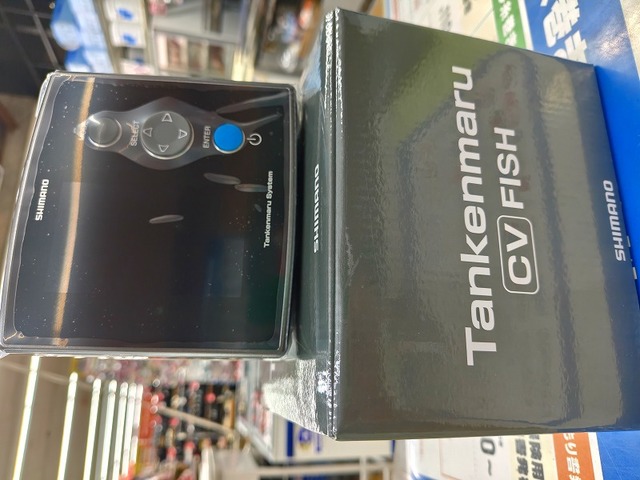 SHIMANO
SELECT
ENTER
Tankenmaru System
SHIMANO
Tankenmaru
CV FISH
SHIMANO